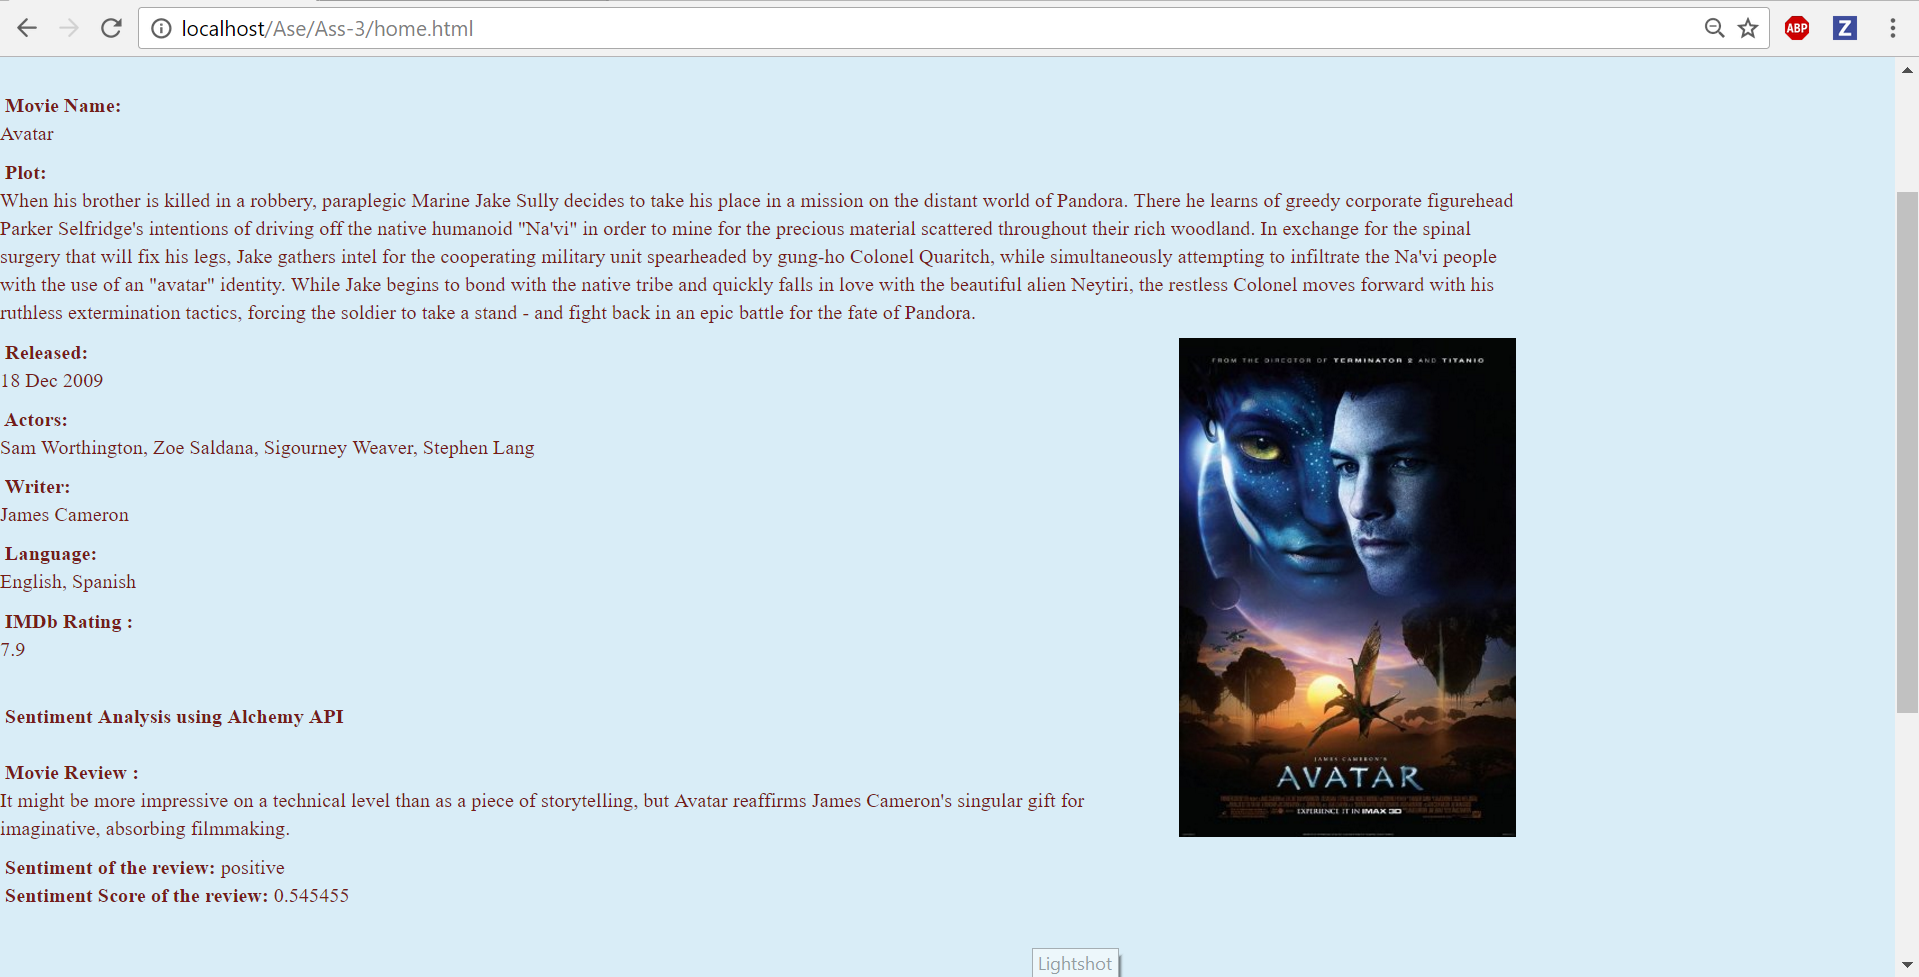 localhost/Ase/Ass-3/home.html
ABP
Z
Movie Name:
Avatar
Plot:
When his brother is killed in a robbery, paraplegic Marine Jake Sully decides to take his place in a mission on the distant world of Pandora. There he learns of greedy corporate figurehead
Parker Selfridge's intentions of driving off the native humanoid "Na'vi" in order to mine for the precious material scattered throughout their rich woodland. In exchange for the spinal
surgery that will fix his legs, Jake gathers intel for the cooperating military unit spearheaded by gung-ho Colonel Quaritch, while simultaneously attempting to infiltrate the Na'vi people
with the use of an "avatar" identity. While Jake begins to bond with the native tribe and quickly falls in love with the beautiful alien Neytiri, the restless Colonel moves forward with his
ruthless extermination tactics, forcing the soldier to take a stand - and fight back in an epic battle for the fate of Pandora.
Released:
18 Dec 2009
Actors:
Sam Worthington, Zoe Saldana, Sigourney Weaver, Stephen Lang
Writer:
James Cameron
Language:
English, Spanish
IMDb Rating :
7.9
Sentiment Analysis using Alchemy API
Movie Review :
It might be more impressive on a technical level than as a piece of storytelling, but Avatar reaffirms James Cameron's singular gift for
imaginative, absorbing filmmaking.
Sentiment of the review: positive
Sentiment Score of the review: 0.545455
FROM THE DIRECTOR OF TERMINATOR 2 AND TITANIC
JAMES CAMERON'S
AVATAR
EXPERIENCE IT IN IMAX 3D
Lightshot